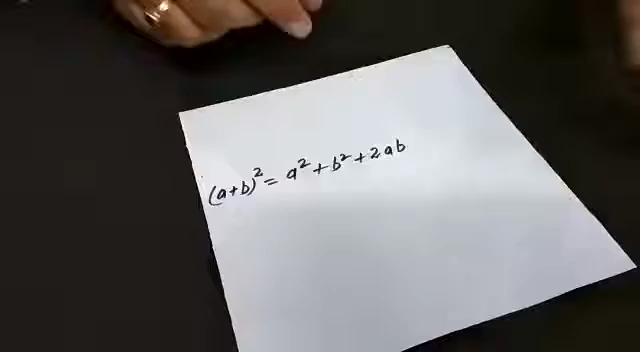 (a+b)² = a² + b² + 2ab